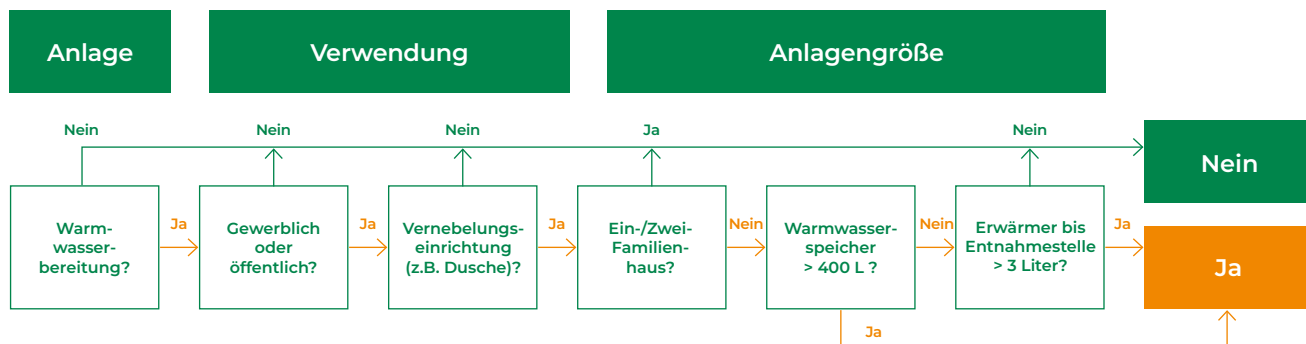 Anlage
Verwendung
Anlagengröße
Nein
Nein
Nein
Ja
Nein
Nein
Warm-
wasser-
bereitung?
Ja
Gewerblich
oder
öffentlich?
Ja
Vernebelungs-
einrichtung
(z.B. Dusche)?
Ja
Ein-/Zwei-
Familien-
haus?
Nein
Warmwasser-
speicher
> 400 L ?
Nein
Erwärmer bis
Entnahmestelle
> 3 Liter?
Ja
Ja
Ja